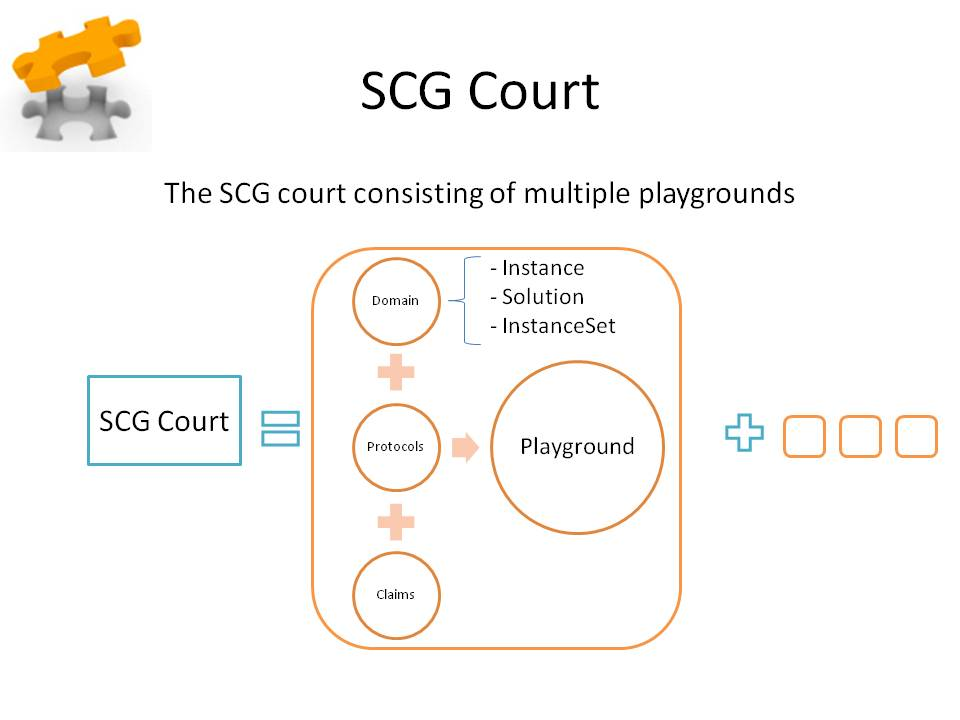 SCG Court
The SCG court consisting of multiple playgrounds
Domain
- Instance
- Solution
- InstanceSet
SCG Court
Protocols
Playground
Claims